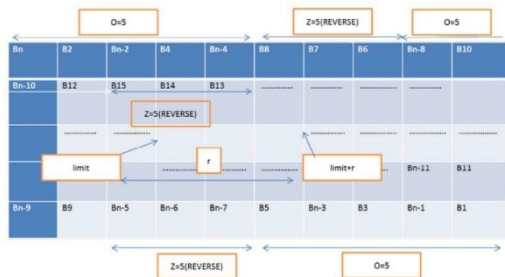 O=5 Z=5(REVERSE) O=5
Bn B2 Bn-2 B4 Bn-4 B8 B7 B6 Bn-8 B10
Bn-10 B12 B15 B14 B13 ................ ................ ................ ................ ................
Z=5(REVERSE)
................ ................ ................ ................ ................ ................
limit r limit+r
................ ................ Bn-11 B11
Bn-9 B9 Bn-5 Bn-6 Bn-7 B5 Bn-3 B3 Bn-1 B1
Z=5(REVERSE) O=5